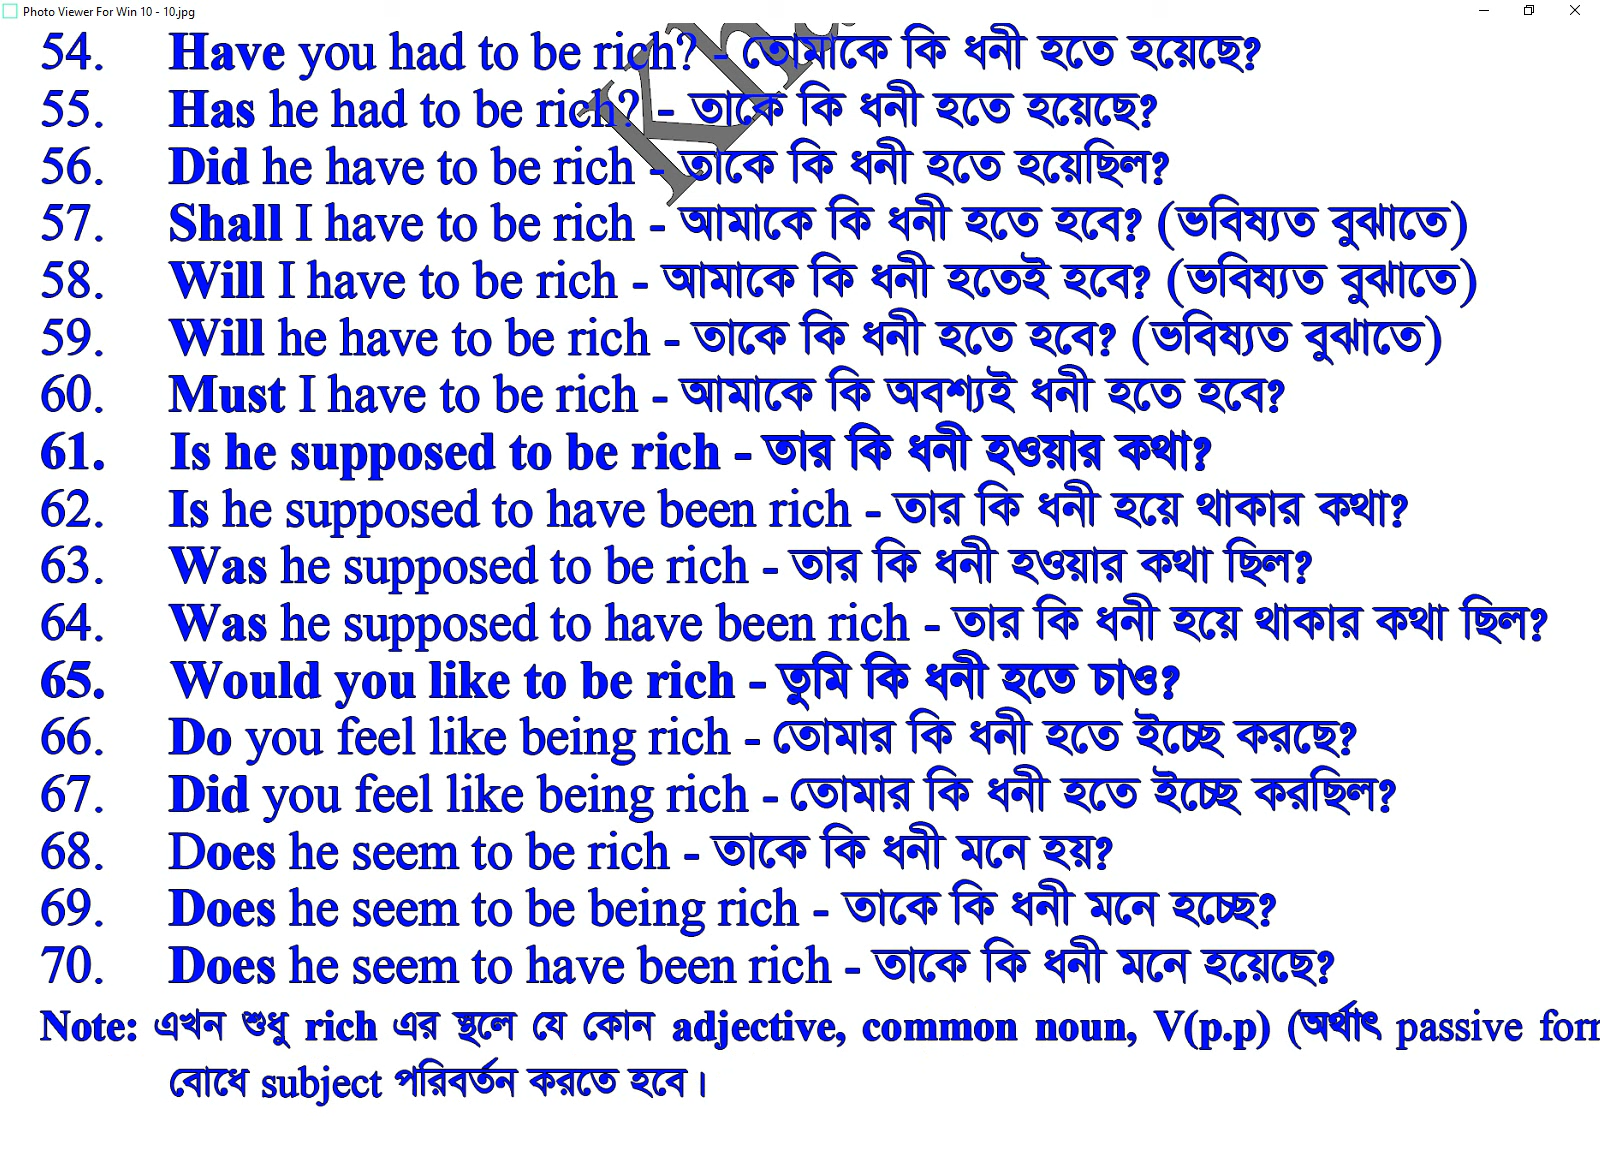 Photo Viewer For Win 10 - 10.jpg
54. Have you had to be rich? - তোমাকে কি ধনী হতে হয়েছে?
55. Has he had to be rich? - তাকে কি ধনী হতে হয়েছে?
56. Did he have to be rich - তাকে কি ধনী হতে হয়েছিল?
57. Shall I have to be rich - আমাকে কি ধনী হতে হবে? (ভবিষ্যত বুঝাতে)
58. Will I have to be rich - আমাকে কি ধনী হতেই হবে? (ভবিষ্যত বুঝাতে)
59. Will he have to be rich - তাকে কি ধনী হতে হবে? (ভবিষ্যত বুঝাতে)
60. Must I have to be rich - আমাকে কি অবশ্যই ধনী হতে হবে?
61. Is he supposed to be rich - তার কি ধনী হওয়ার কথা?
62. Is he supposed to have been rich - তার কি ধনী হয়ে থাকার কথা?
63. Was he supposed to be rich - তার কি ধনী হওয়ার কথা ছিল?
64. Was he supposed to have been rich - তার কি ধনী হয়ে থাকার কথা ছিল?
65. Would you like to be rich - তুমি কি ধনী হতে চাও?
66. Do you feel like being rich - তোমার কি ধনী হতে ইচ্ছে করছে?
67. Did you feel like being rich - তোমার কি ধনী হতে ইচ্ছে করছিল?
68. Does he seem to be rich - তাকে কি ধনী মনে হয়?
69. Does he seem to be being rich - তাকে কি ধনী মনে হচ্ছে?
70. Does he seem to have been rich - তাকে কি ধনী মনে হয়েছে?
Note: এখন শুধু rich এর স্থলে যে কোন adjective, common noun, V(p.p) (অর্থাৎ passive
বোধে subject পরিবর্তন করতে হবে।